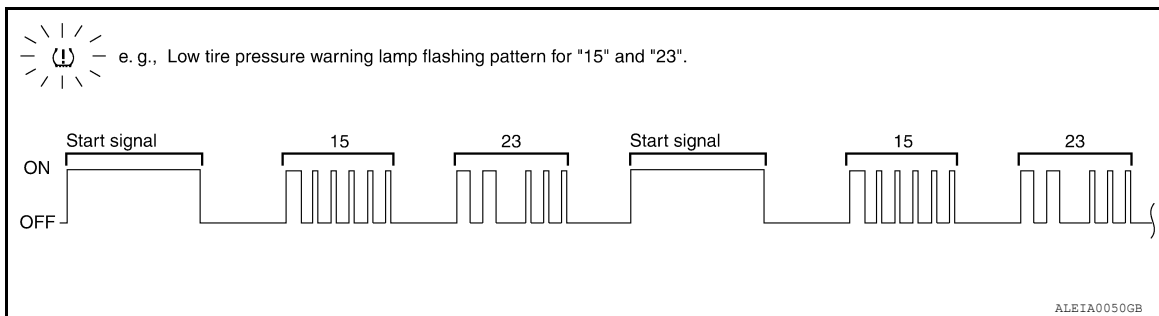 e. g., Low tire pressure warning lamp flashing pattern for "15" and "23".
Start signal 15 23 Start signal 15 23
ON
OFF
ALEIA0050GB